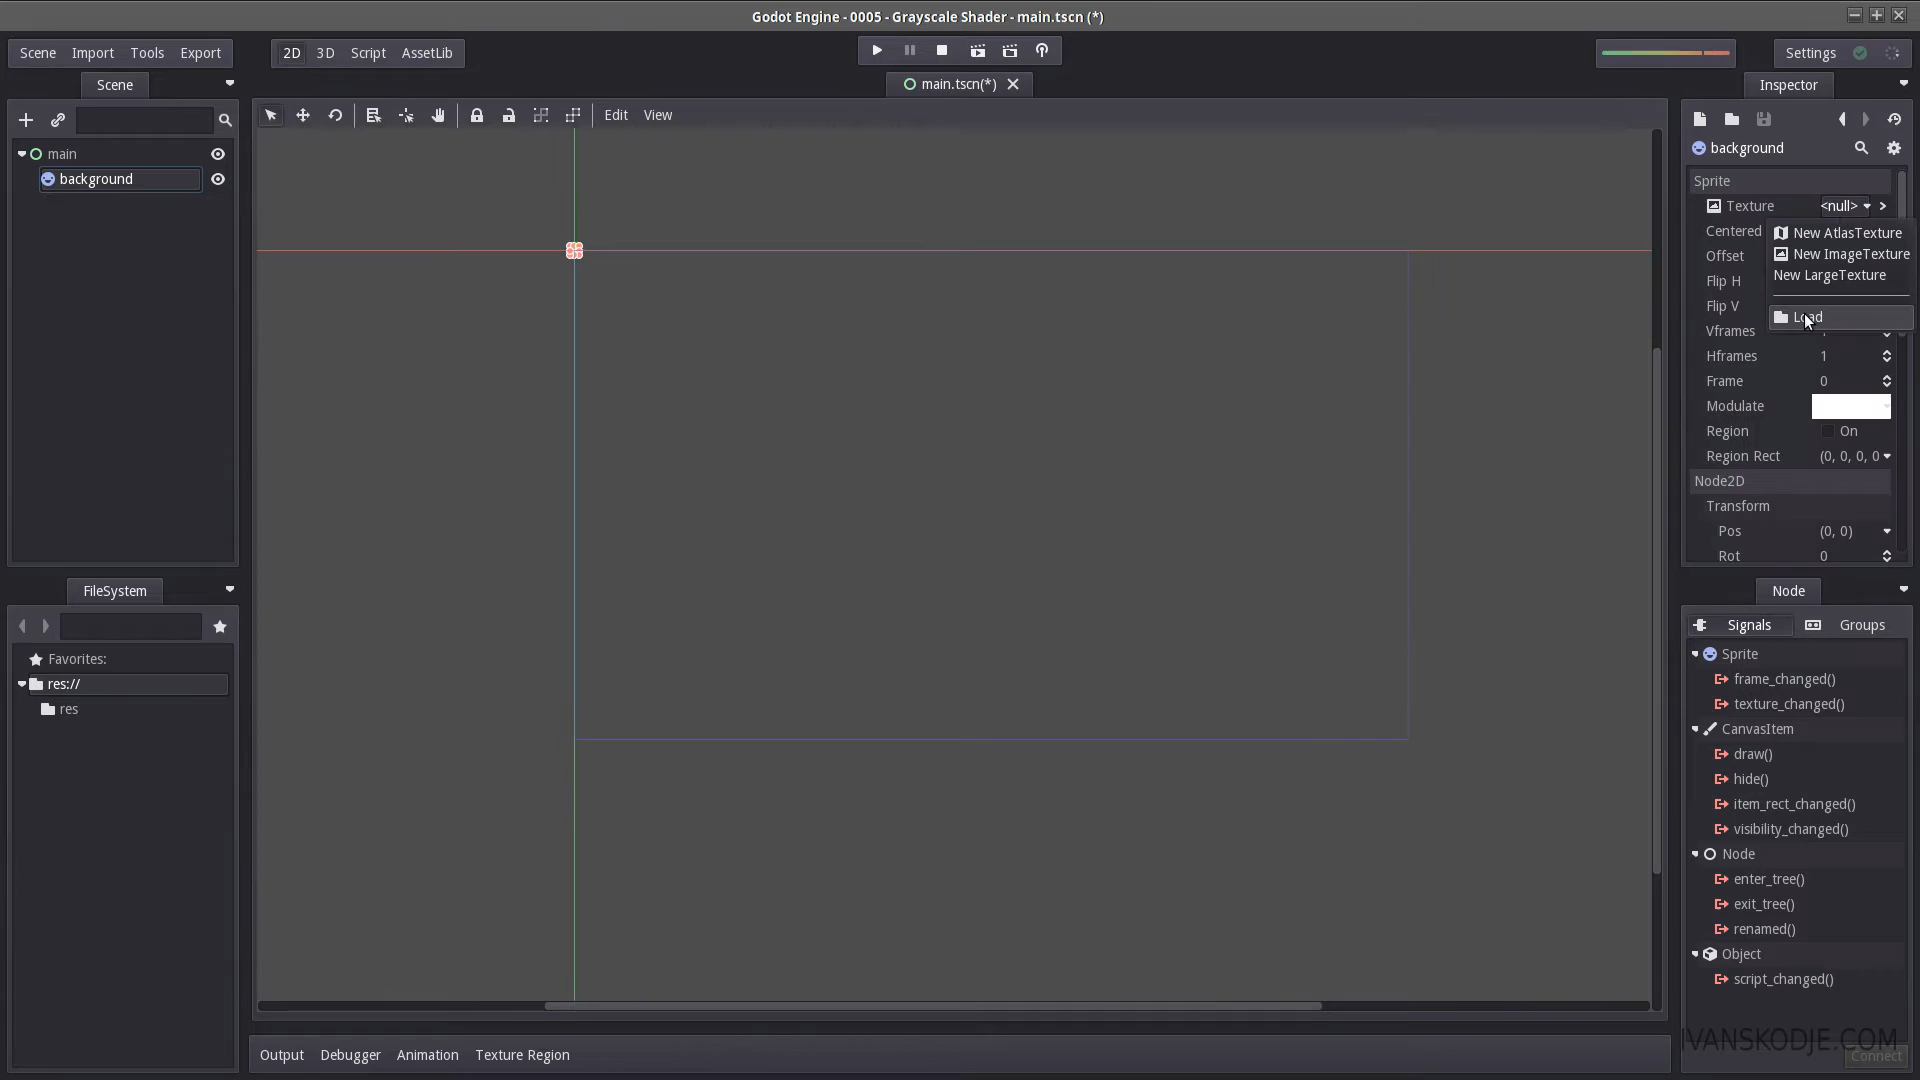 Godot Engine - 0005 - Grayscale Shader - main.tscn (*)
Scene Import Tools Export
2D 3D Script AssetLib
Settings
Scene
main.tscn(*)
Inspector
Edit View
main
background
background
Sprite
Texture <null>
Centered
Offset
Flip H
Flip V
Vframes
Hframes 1
Frame 0
Modulate
Region On
Region Rect (0, 0, 0, 0
Node2D
Transform
Pos (0, 0)
Rot 0
New AtlasTexture
New ImageTexture
New LargeTexture
Load
FileSystem
Favorites:
res://
res
Node
Signals Groups
Sprite
frame_changed()
texture_changed()
CanvasItem
draw()
hide()
item_rect_changed()
visibility_changed()
Node
enter_tree()
exit_tree()
renamed()
Object
script_changed()
IVANSKODJE.COM
Connect
Output Debugger Animation Texture Region